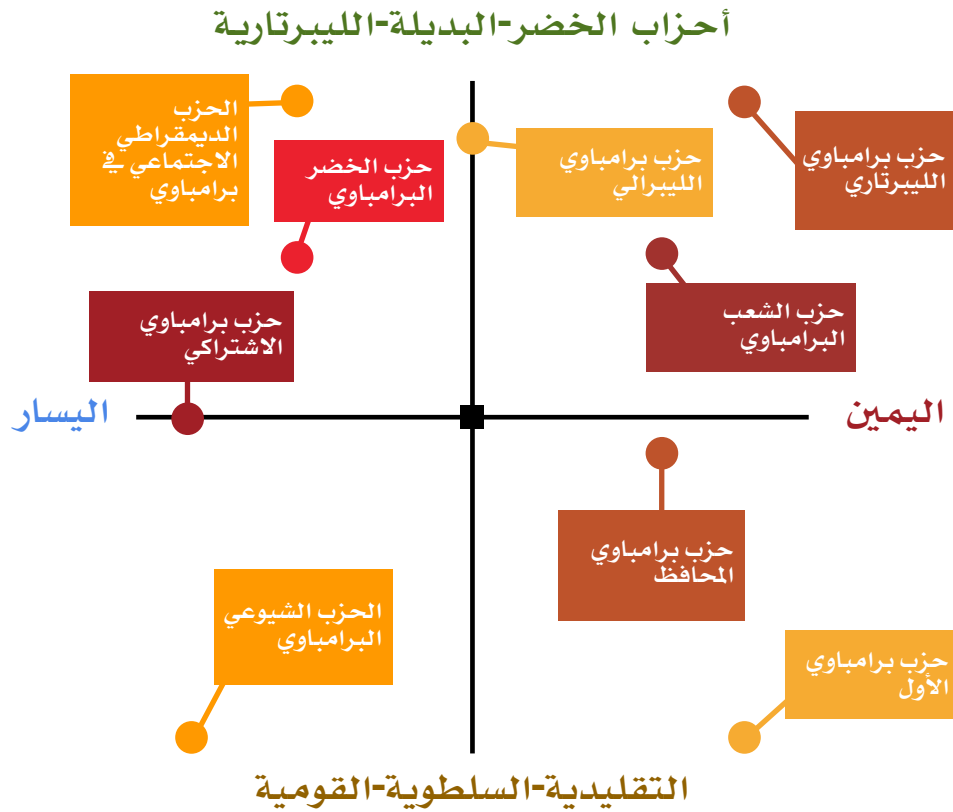 أحزاب الخضر-البديلة-الليبرتارية
الحزب
الديمقراطي
الاجتماعي في
برامباوي
حزب الخضر
البرامباوي
حزب برامباوي
الليبرالي
حزب برامباوي
الليبرتاري
حزب برامباوي
الاشتراكي
حزب الشعب
البرامباوي
اليسار
اليمين
حزب برامباوي
المحافظ
الحزب الشيوعي
البرامباوي
حزب برامباوي
الأول
التقليدية-السلطوية-القومية